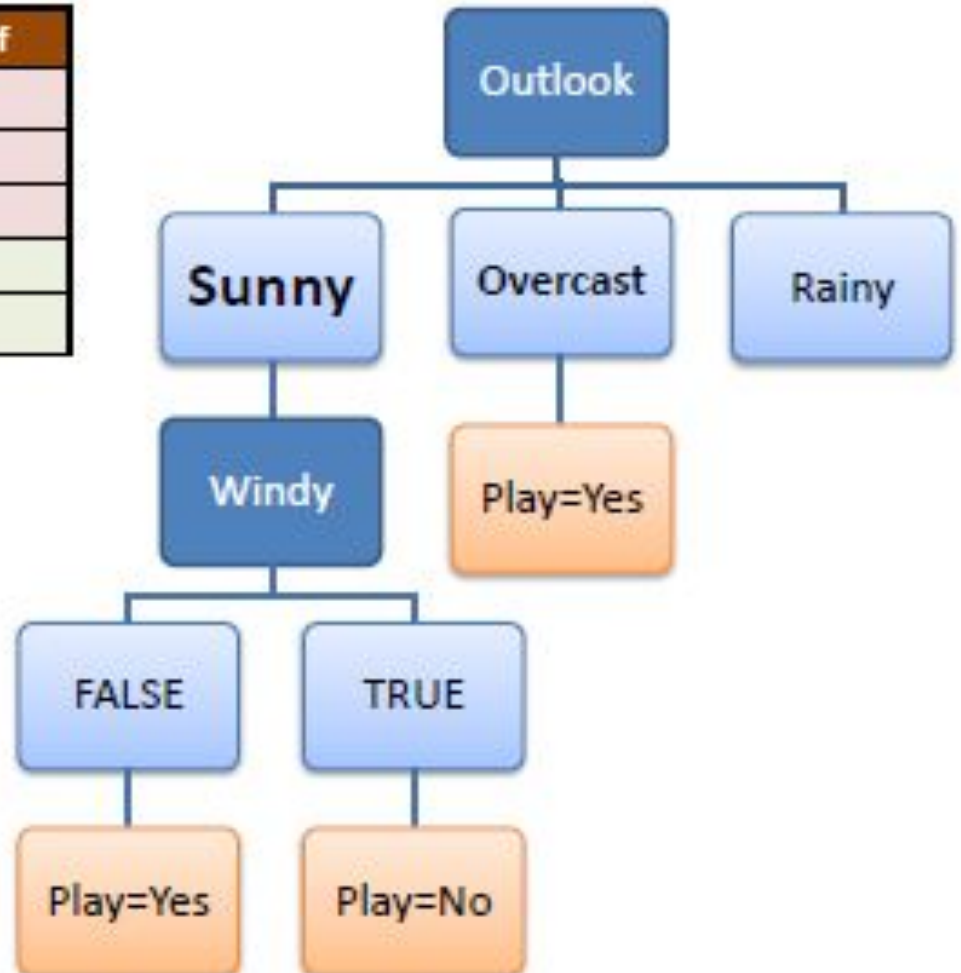 f
Outlook
Sunny
Overcast
Rainy
Windy
Play=Yes
FALSE
TRUE
Play=Yes
Play=No